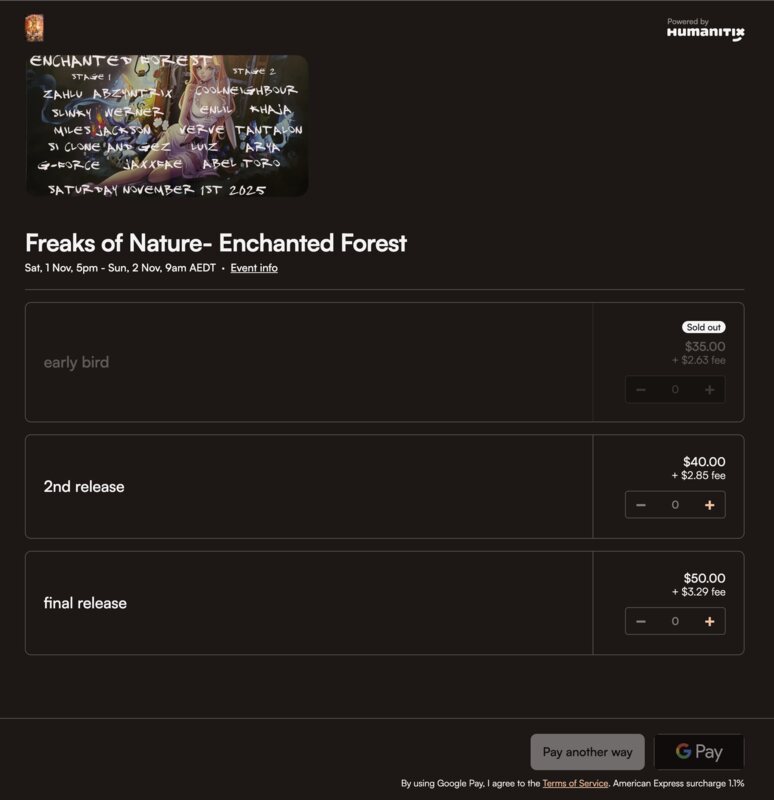 Powered by
HUMANITIX
ENCHANTED FOREST
STAGE 1
STAGE 2
ZAHLU ABZYNTRIX COOLNEIGHBOUR
SLINKY WERNER ENLIL KHAJA
MILES JACKSON VERVE TANTALON
SI CLONE AND GEZ LUIZ ARYA
G-FORCE JAXXFAE ABEL TORO
SATURDAY NOVEMBER 1ST 2025
Freaks of Nature- Enchanted Forest
Sat, 1 Nov, 5pm - Sun, 2 Nov, 9am AEDT · Event info
Sold out
early bird
$35.00
+ $2.63 fee
− 0 +
2nd release
$40.00
+ $2.85 fee
− 0 +
final release
$50.00
+ $3.29 fee
− 0 +
Pay another way
G Pay
By using Google Pay, I agree to the Terms of Service. American Express surcharge 1.1%